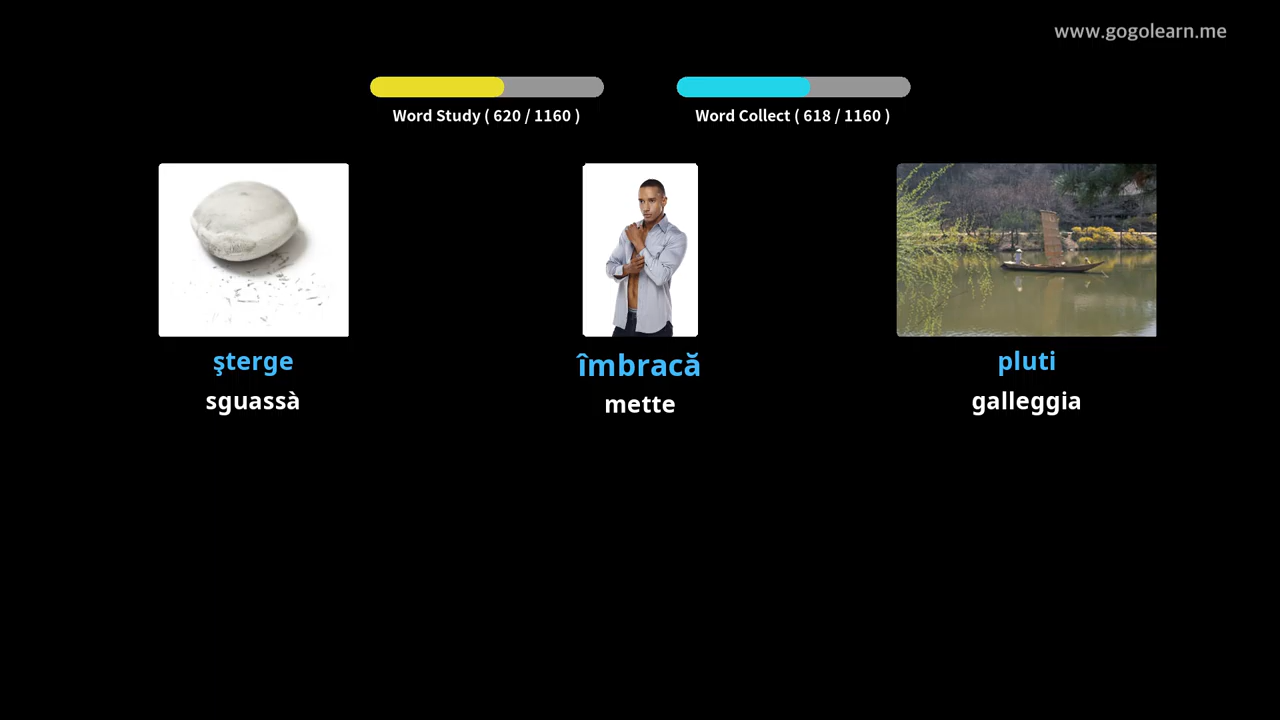 www.gogolearn.me
Word Study ( 620 / 1160 )
Word Collect ( 618 / 1160 )
şterge
îmbracă
pluti
sguassà
mette
galleggia